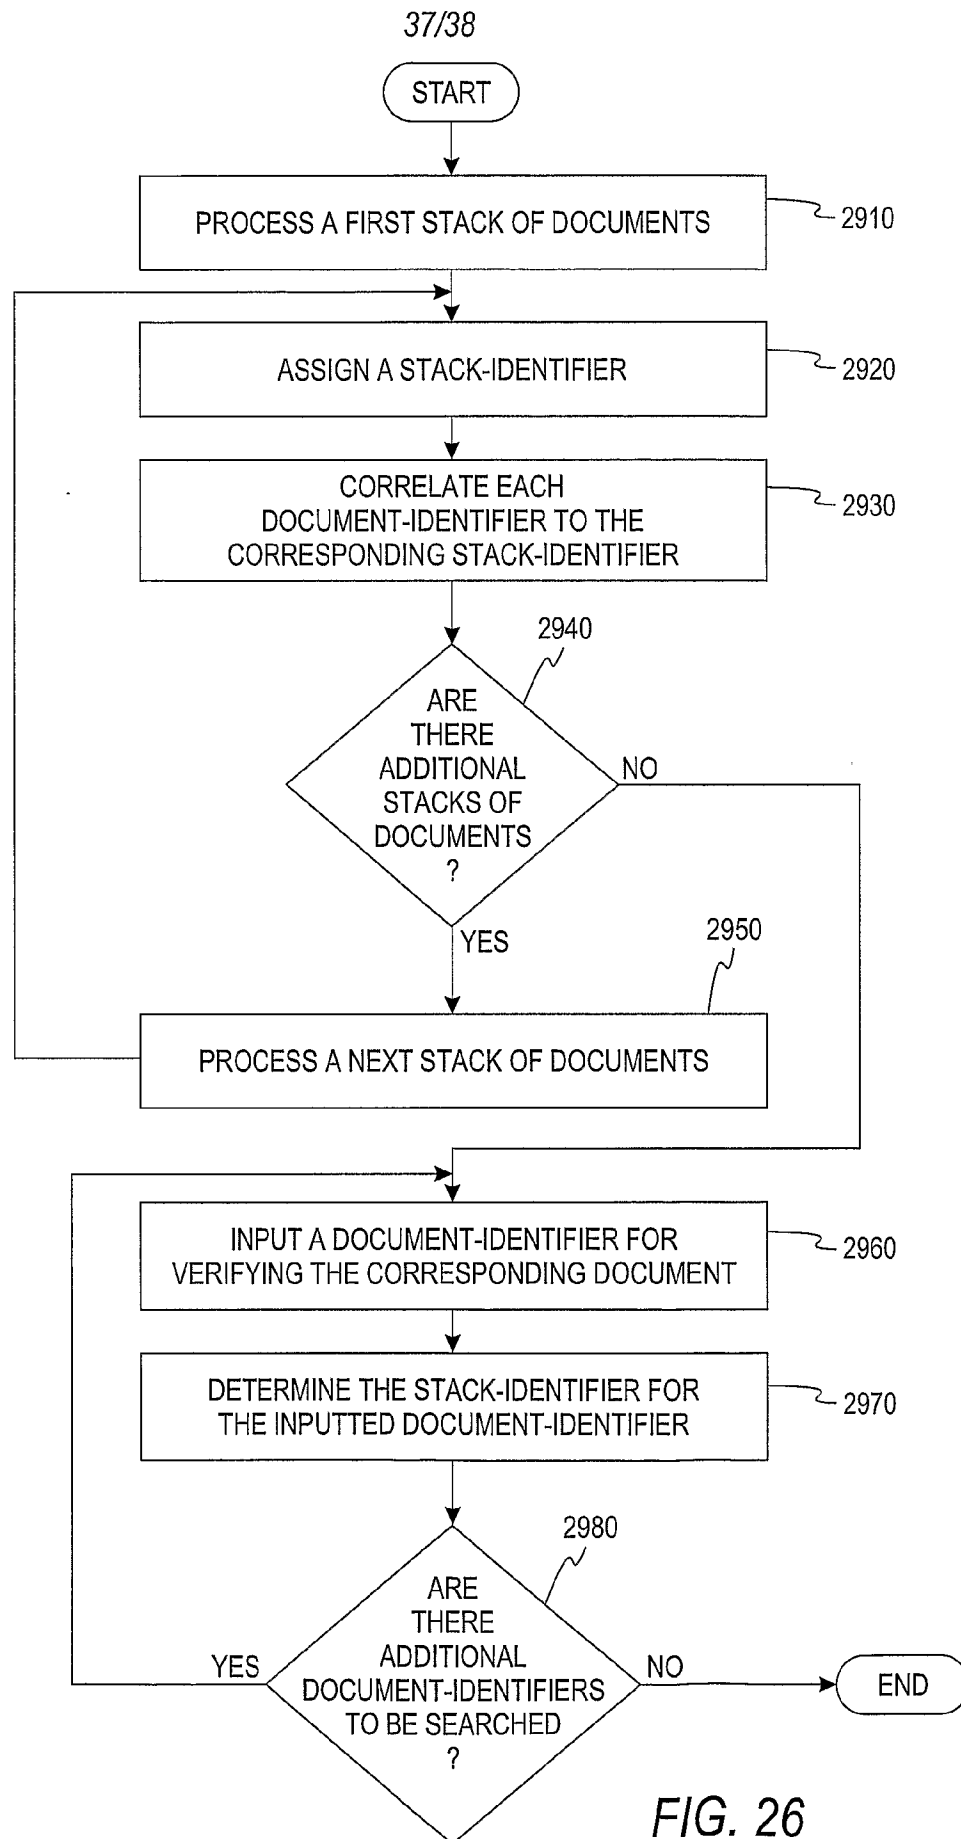 37/38
START
PROCESS A FIRST STACK OF DOCUMENTS
2910
ASSIGN A STACK-IDENTIFIER
2920
CORRELATE EACH
DOCUMENT-IDENTIFIER TO THE
CORRESPONDING STACK-IDENTIFIER
2930
2940
ARE
THERE
ADDITIONAL
STACKS OF
DOCUMENTS
?
NO
YES
2950
PROCESS A NEXT STACK OF DOCUMENTS
INPUT A DOCUMENT-IDENTIFIER FOR
VERIFYING THE CORRESPONDING DOCUMENT
2960
DETERMINE THE STACK-IDENTIFIER FOR
THE INPUTTED DOCUMENT-IDENTIFIER
2970
2980
ARE
THERE
ADDITIONAL
DOCUMENT-IDENTIFIERS
TO BE SEARCHED
?
YES
NO
END
FIG. 26